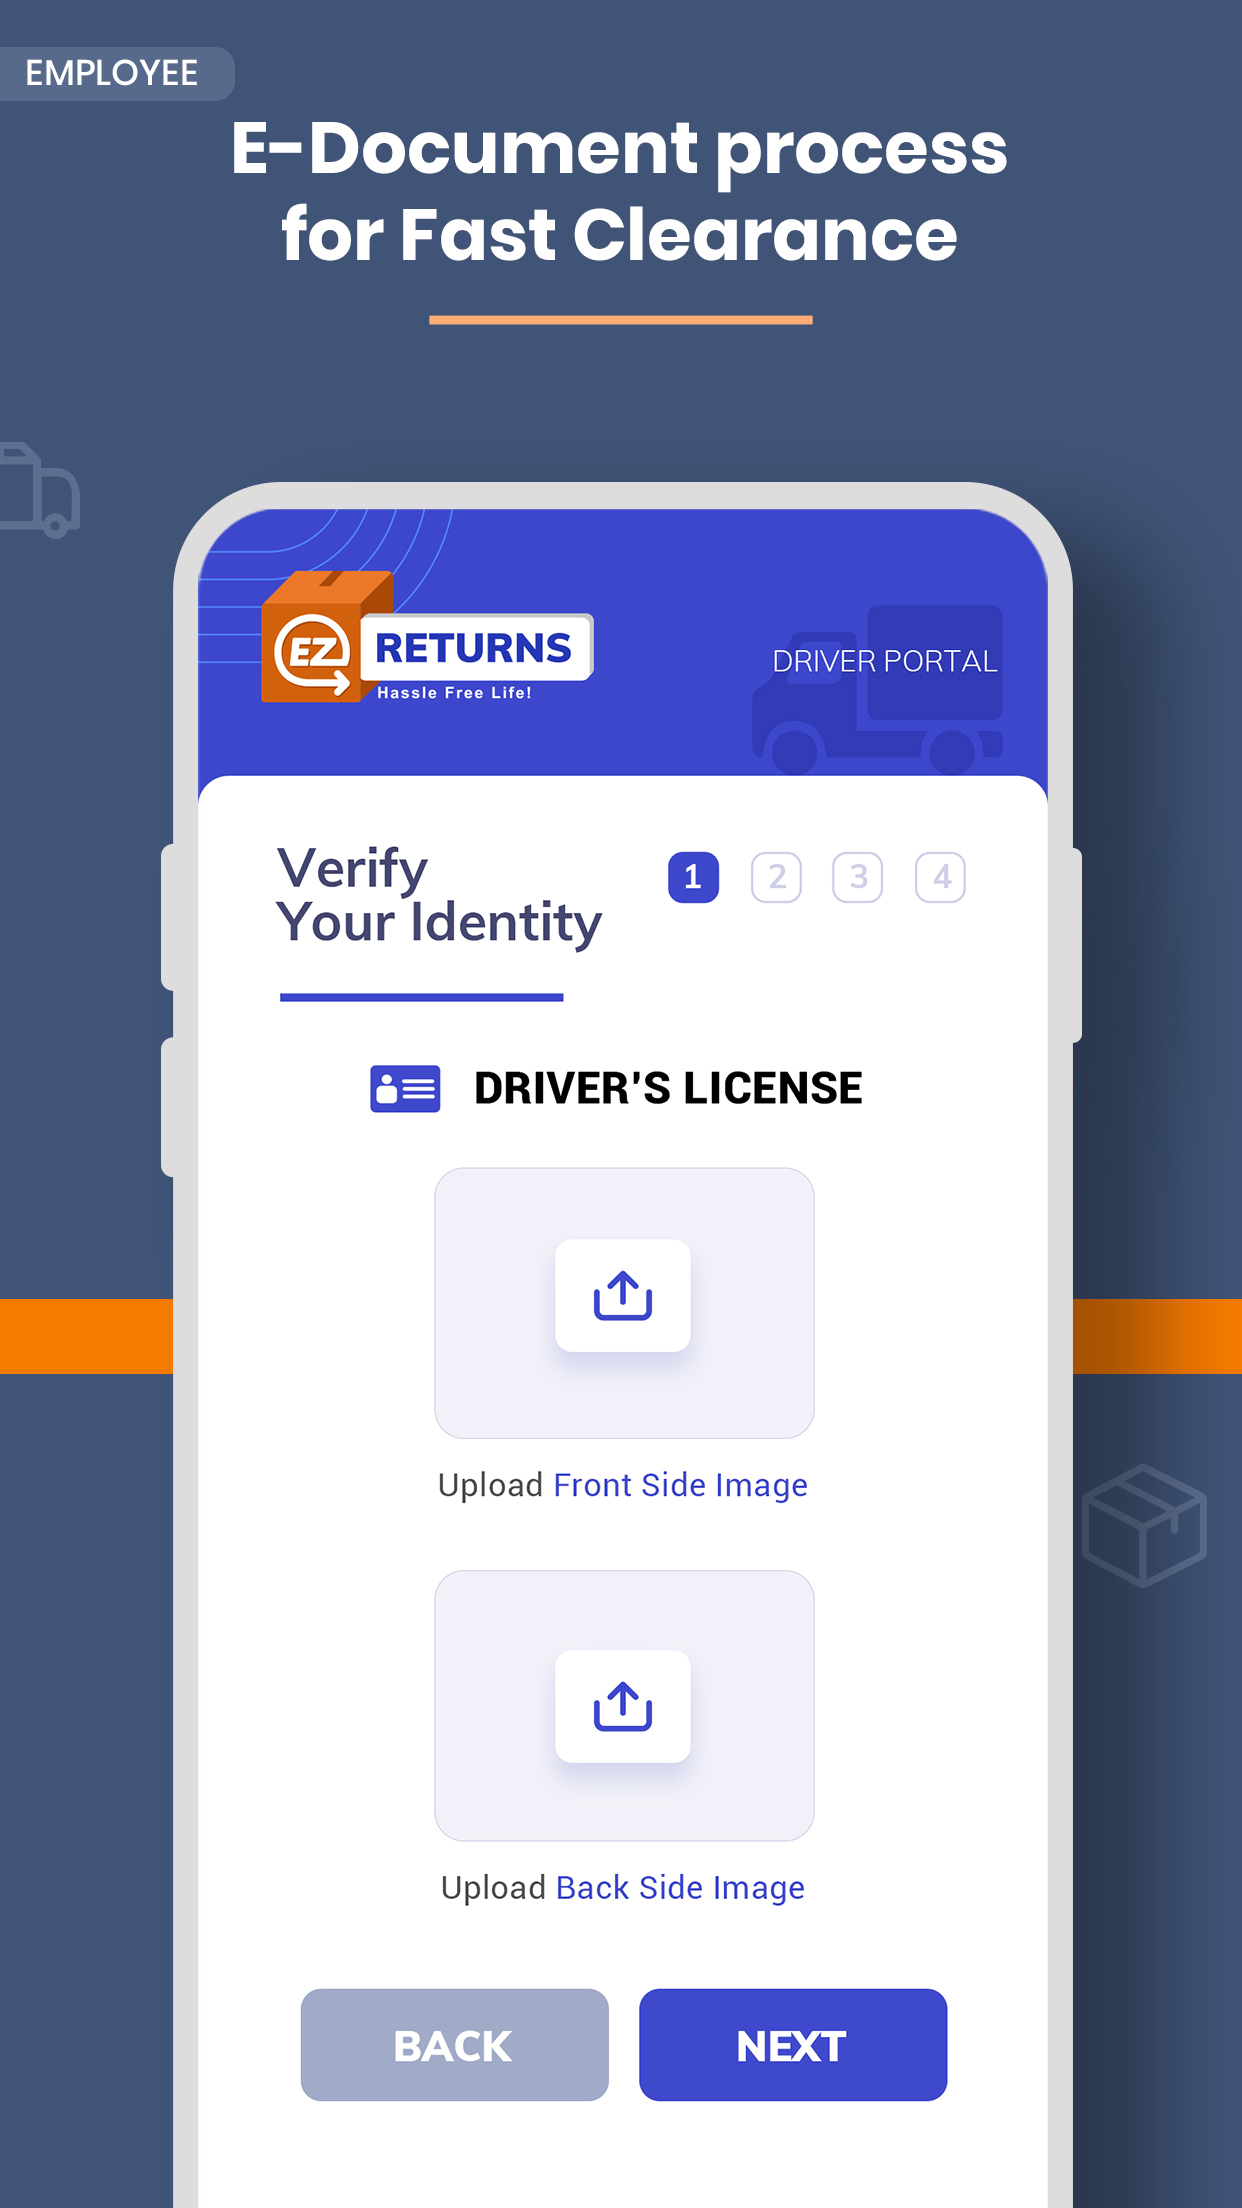 EMPLOYEE
E-Document process
for Fast Clearance
EZ RETURNS
Hassle Free Life!
DRIVER PORTAL
Verify
Your Identity
1 2 3 4
DRIVER'S LICENSE
Upload Front Side Image
Upload Back Side Image
BACK NEXT